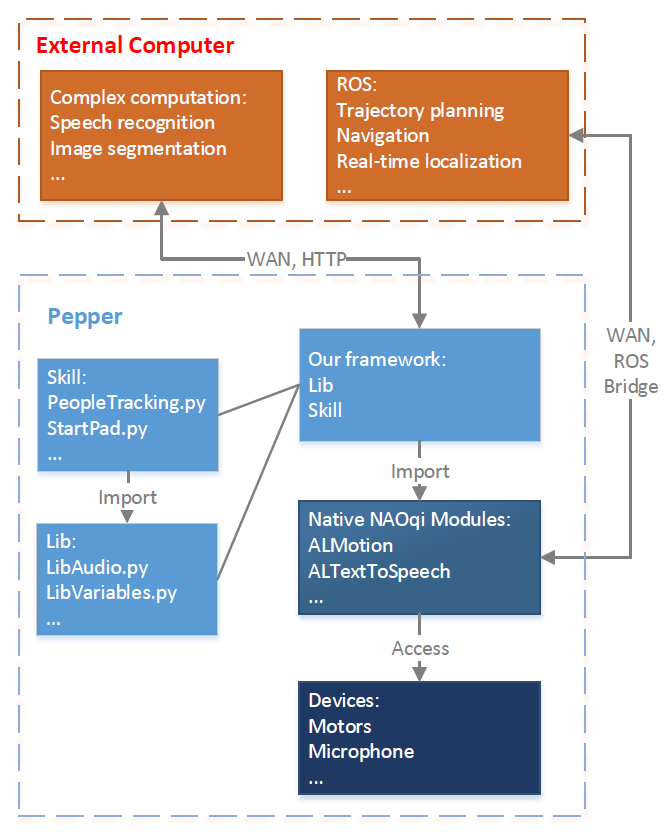 External Computer
Complex computation:
Speech recognition
Image segmentation
...
ROS:
Trajectory planning
Navigation
Real-time localization
...
WAN, HTTP
WAN,
ROS
Bridge
Pepper
Skill:
PeopleTracking.py
StartPad.py
...
Import
Lib:
LibAudio.py
LibVariables.py
...
Our framework:
Lib
Skill
Import
Native NAOqi Modules:
ALMotion
ALTextToSpeech
...
Access
Devices:
Motors
Microphone
...